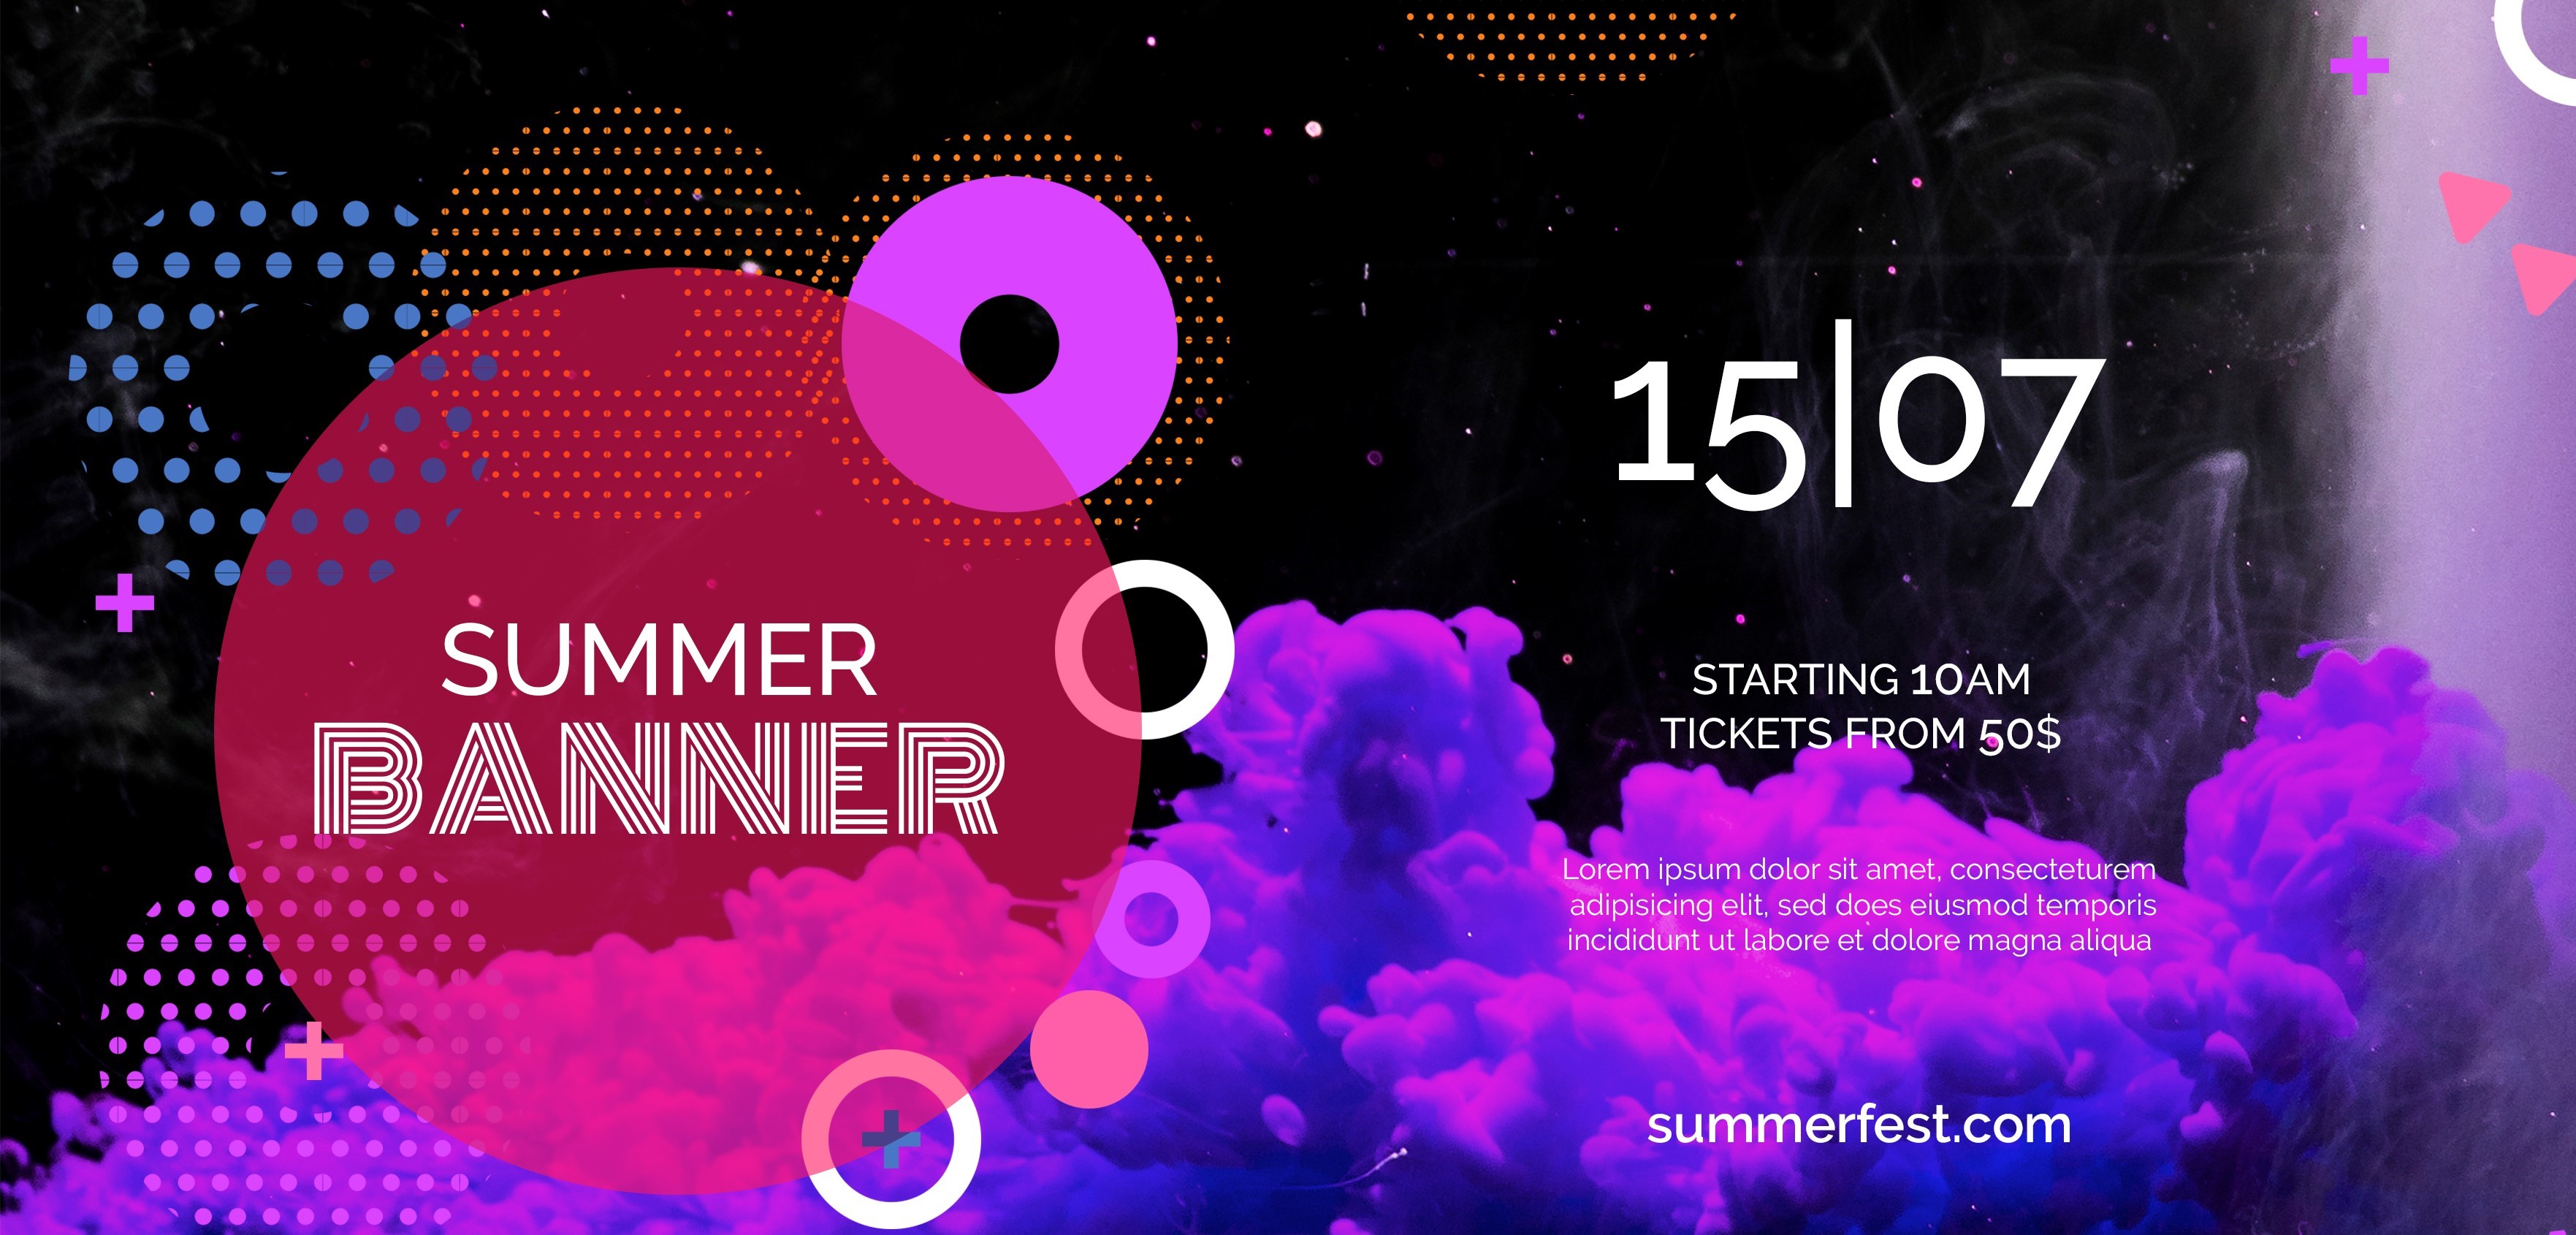 SUMMER
BANNER
15|07
STARTING 10AM
TICKETS FROM 50$
Lorem ipsum dolor sit amet, consecteturem
adipisicing elit, sed does eiusmod temporis
incididunt ut labore et dolore magna aliqua
summerfest.com